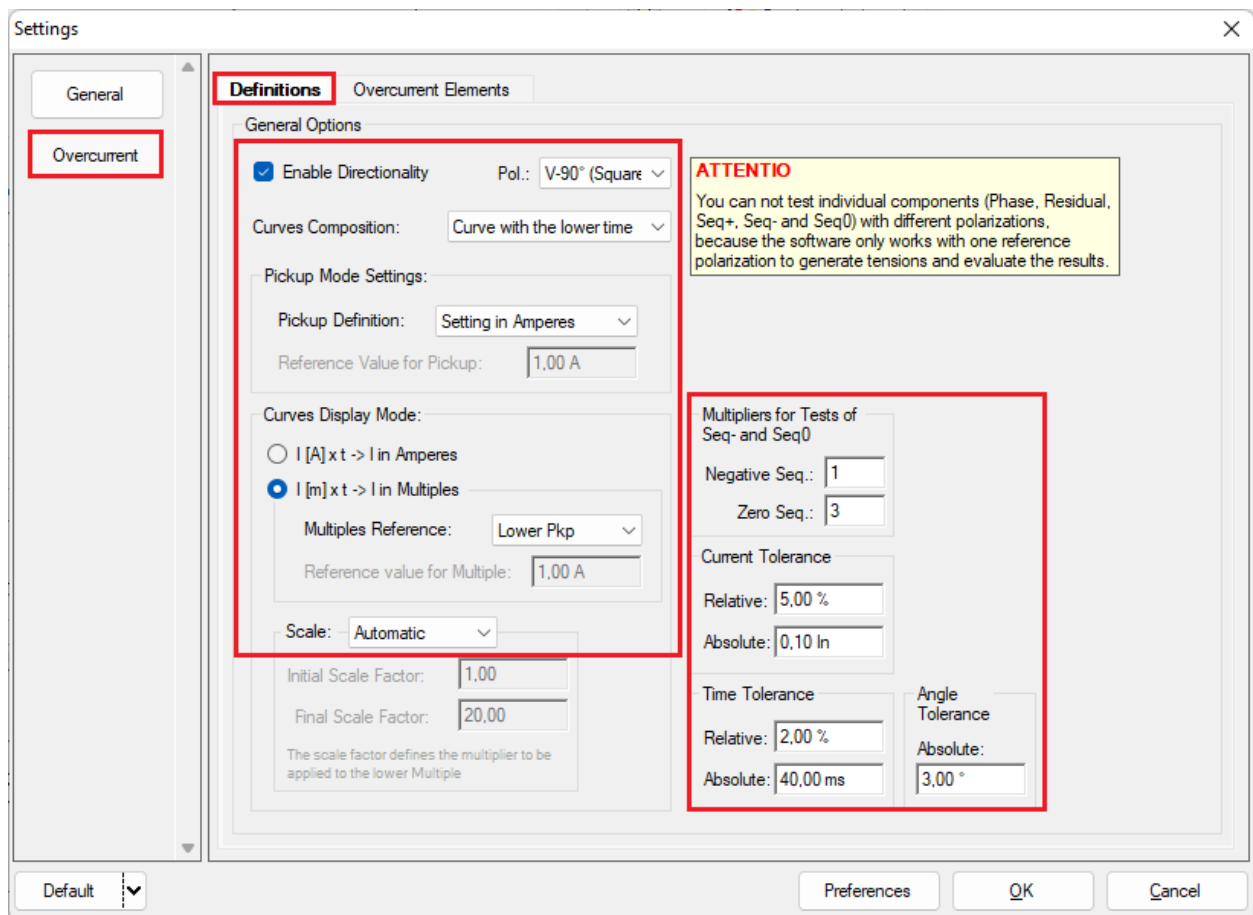 Settings
General
Overcurrent
Definitions
Overcurrent Elements
General Options
Enable Directionality
Pol.: V-90° (Square
Curves Composition: Curve with the lower time
Pickup Mode Settings:
Pickup Definition: Setting in Amperes
Reference Value for Pickup: 1,00 A
Curves Display Mode:
I [A] x t -> I in Amperes
I [m] x t -> I in Multiples
Multiples Reference: Lower Pkp
Reference value for Multiple: 1,00 A
Scale: Automatic
Initial Scale Factor: 1,00
Final Scale Factor: 20,00
The scale factor defines the multiplier to be
applied to the lower Multiple
ATTENTIO
You can not test individual components (Phase, Residual,
Seq+, Seq- and Seq0) with different polarizations,
because the software only works with one reference
polarization to generate tensions and evaluate the results.
Multipliers for Tests of
Seq- and Seq0
Negative Seq.: 1
Zero Seq.: 3
Current Tolerance
Relative: 5,00 %
Absolute: 0,10 In
Time Tolerance
Relative: 2,00 %
Absolute: 40,00 ms
Angle
Tolerance
Absolute:
3,00 °
Default
Preferences
OK
Cancel